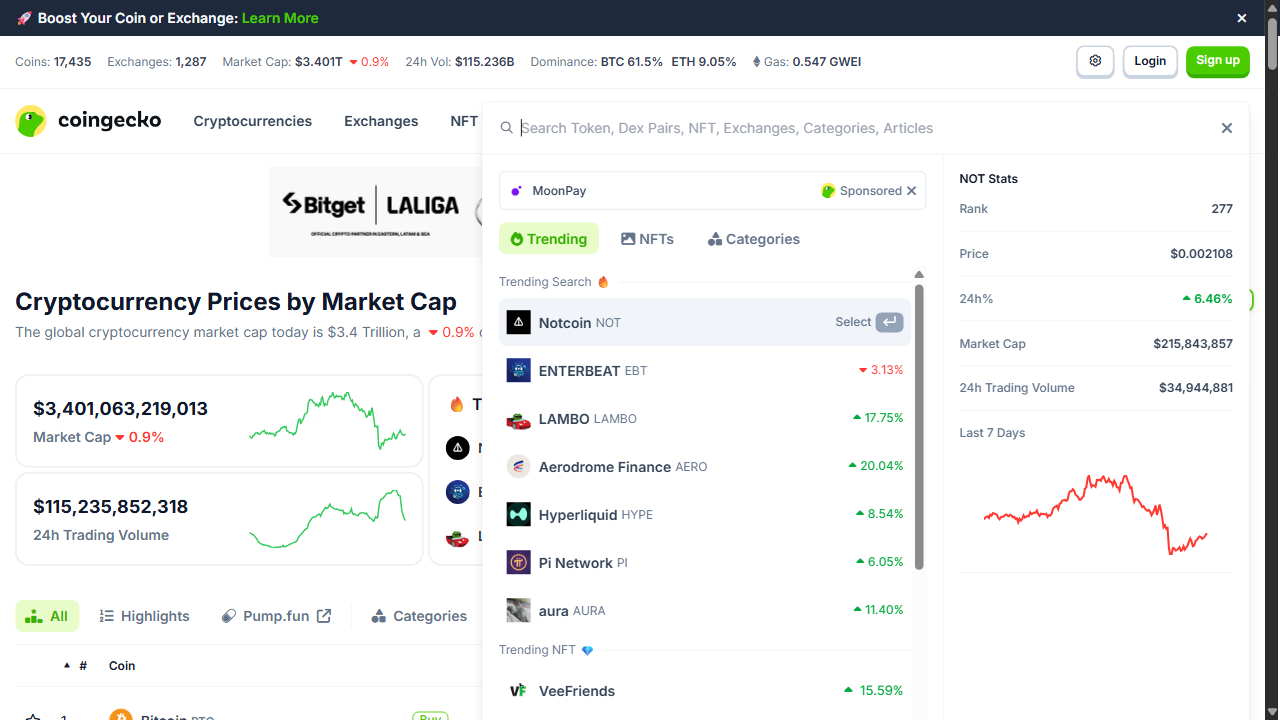 🚀 Boost Your Coin or Exchange: Learn More
Coins: 17,435 Exchanges: 1,287 Market Cap: $3.401T 0.9% 24h Vol: $115.236B Dominance: BTC 61.5% ETH 9.05% Gas: 0.547 GWEI
Login
Sign up
coingecko Cryptocurrencies Exchanges NFT
Search Token, Dex Pairs, NFT, Exchanges, Categories, Articles
Bitget LALIGA
OFFICIAL CRYPTO PARTNER IN EASTERN, LATAM & SEA
Cryptocurrency Prices by Market Cap
The global cryptocurrency market cap today is $3.4 Trillion, a 0.9%
$3,401,063,219,013
Market Cap 0.9%
$115,235,852,318
24h Trading Volume
All Highlights Pump.fun Categories
# Coin
1 Bitcoin BTC Buy
MoonPay Sponsored
Trending NFTs Categories
Trending Search 🔥
Notcoin NOT Select
ENTERBEAT EBT 3.13%
LAMBO LAMBO 17.75%
Aerodrome Finance AERO 20.04%
Hyperliquid HYPE 8.54%
Pi Network PI 6.05%
aura AURA 11.40%
Trending NFT 💎
VeeFriends 15.59%
NOT Stats
Rank 277
Price $0.002108
24h% 6.46%
Market Cap $215,843,857
24h Trading Volume $34,944,881
Last 7 Days